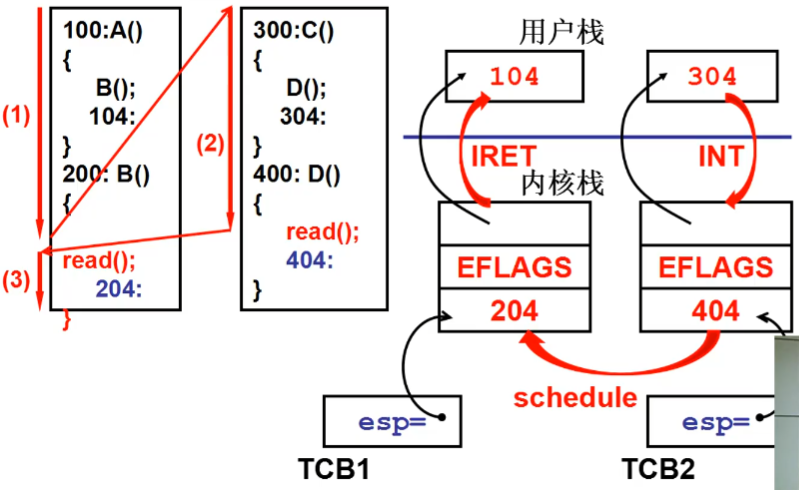 100:A()
{
B();
104:
}
200: B()
{
read();
204:
}
(1)
(2)
(3)
300:C()
{
D();
304:
}
400: D()
{
read();
404:
}
用户栈
104
304
IRET
INT
内核栈
EFLAGS
EFLAGS
204
404
schedule
esp=
esp=
TCB1
TCB2